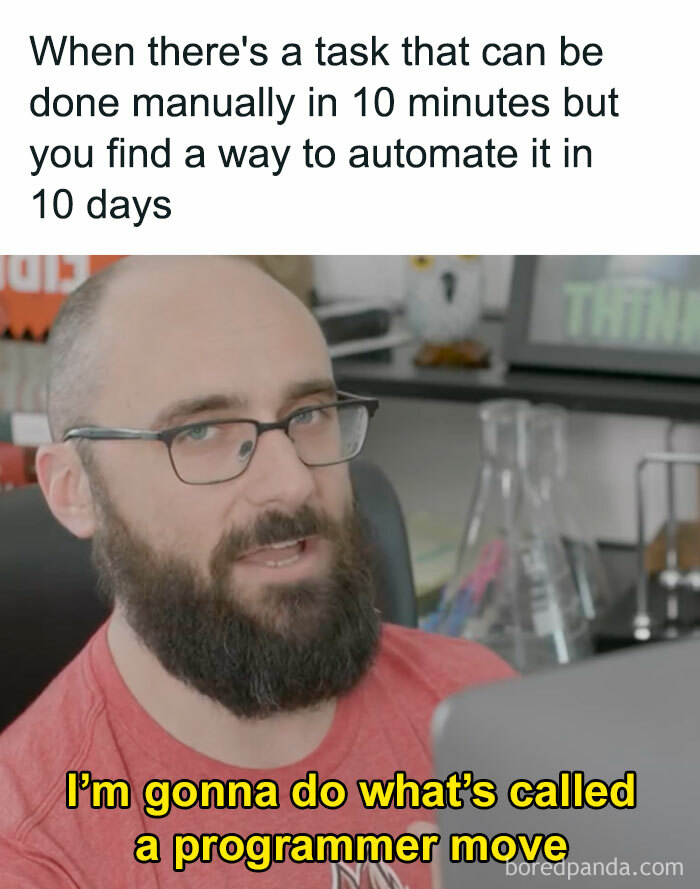 When there's a task that can be
done manually in 10 minutes but
you find a way to automate it in
10 days
THIN
I'm gonna do what's called
a programmer move
boredpanda.com